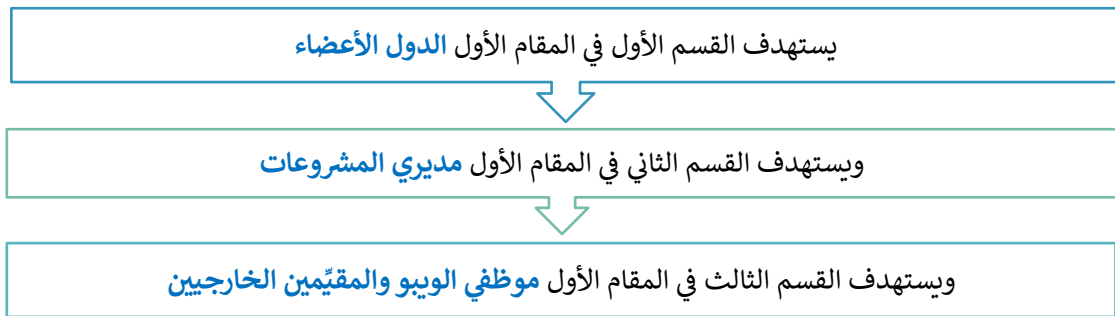 يستهدف القسم الأول في المقام الأول الدول الأعضاء
ويستهدف القسم الثاني في المقام الأول مديري المشروعات
ويستهدف القسم الثالث في المقام الأول موظفي الويبو والمقيِّمين الخارجيين